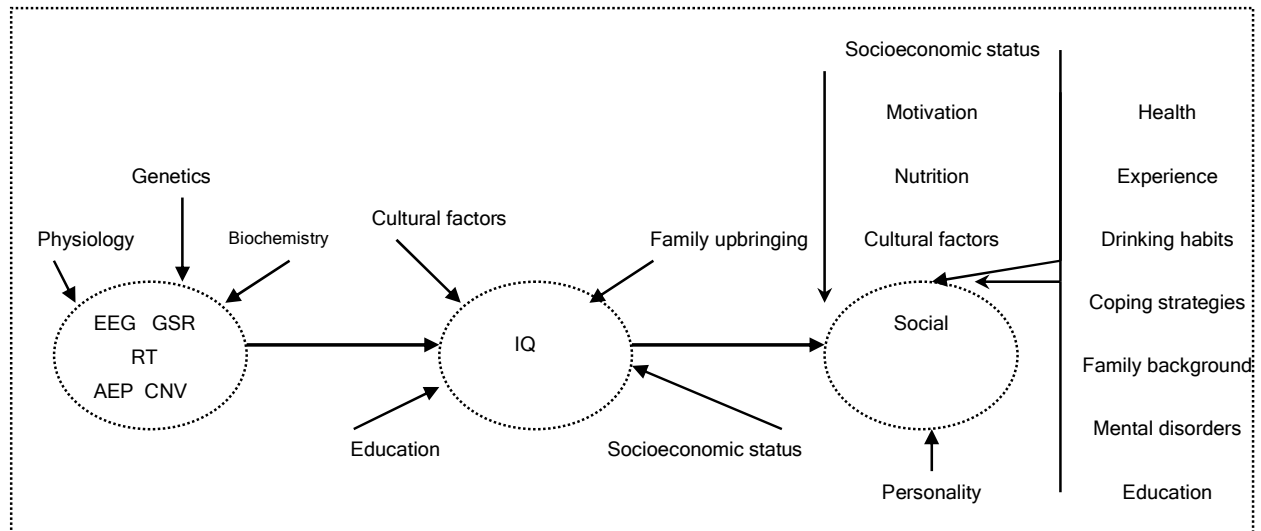 Socioeconomic status
Motivation
Health
Genetics
Nutrition
Experience
Cultural factors
Physiology
Biochemistry
Family upbringing
Cultural factors
Drinking habits
EEG GSR
RT
AEP CNV
IQ
Social
Coping strategies
Family background
Education
Socioeconomic status
Mental disorders
Personality
Education